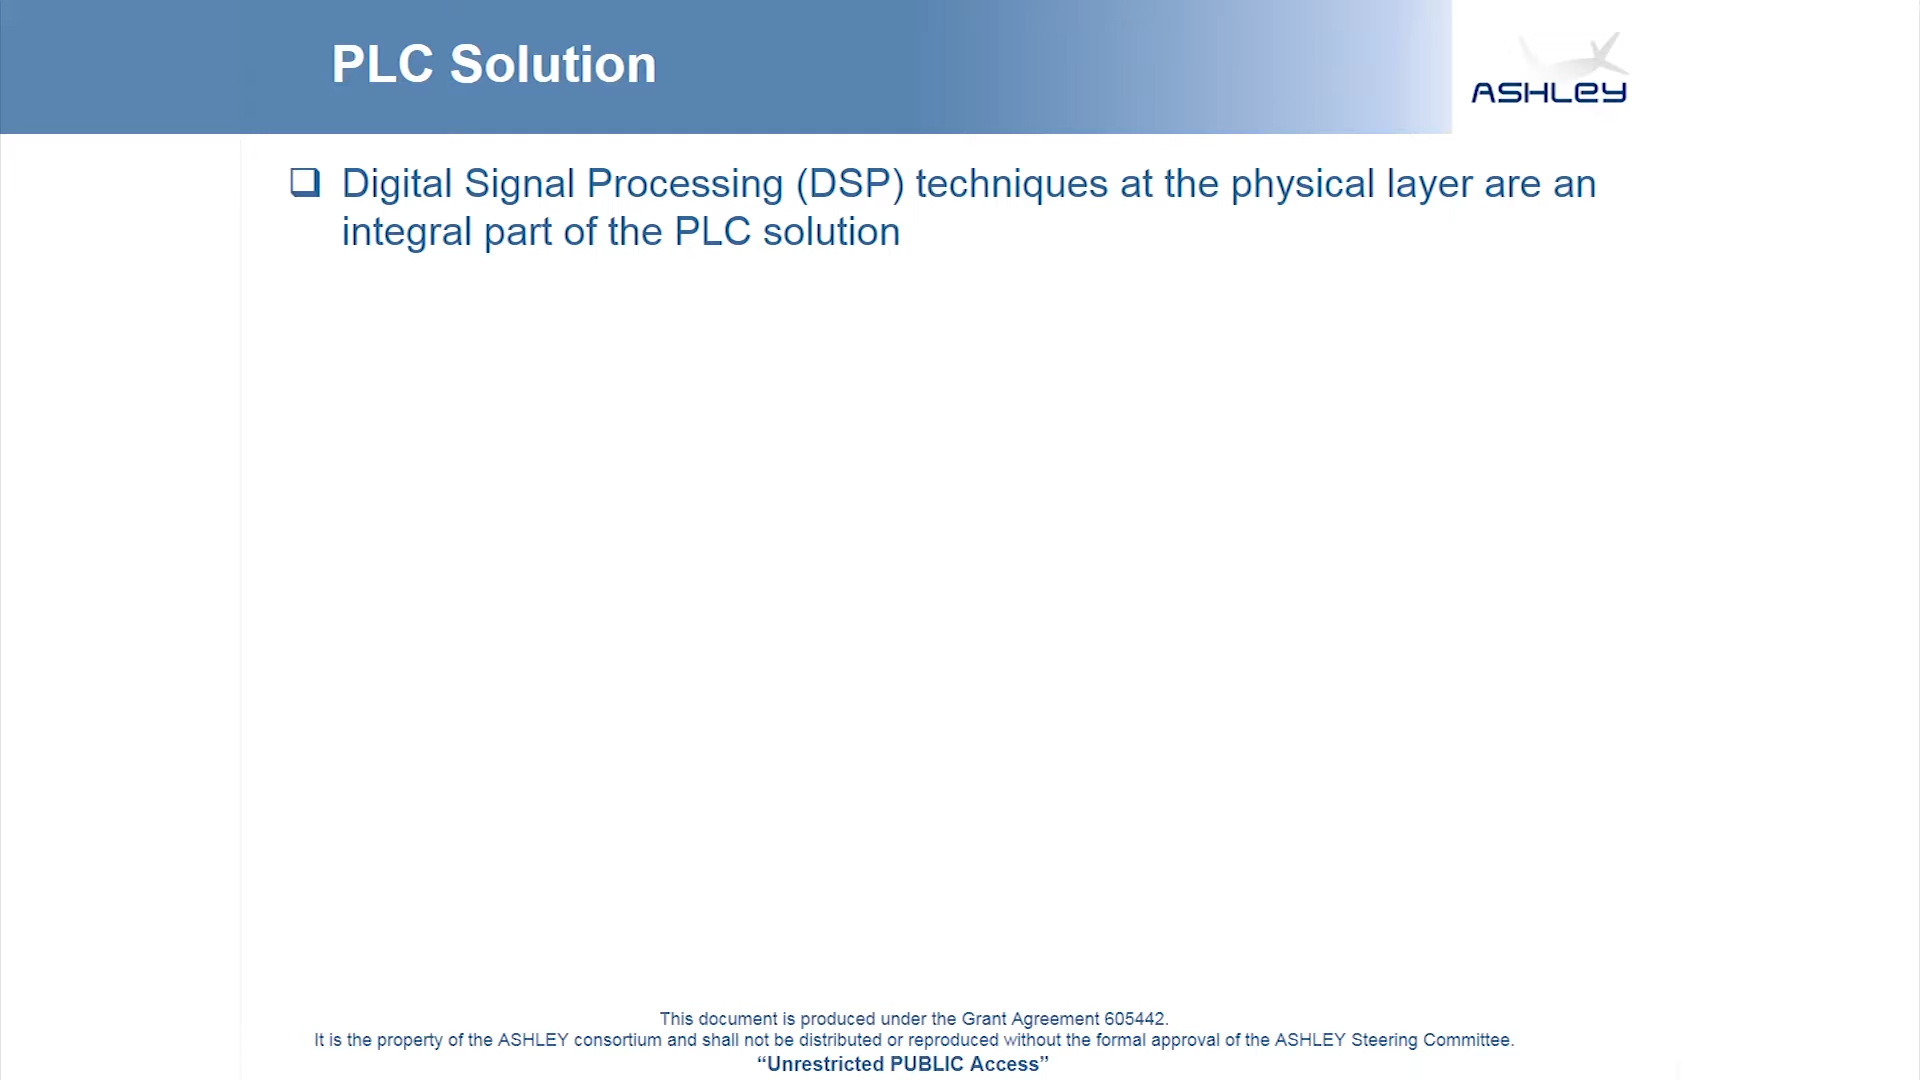 PLC Solution
ASHLEY
Digital Signal Processing (DSP) techniques at the physical layer are an
integral part of the PLC solution
This document is produced under the Grant Agreement 605442.
It is the property of the ASHLEY consortium and shall not be distributed or reproduced without the formal approval of the ASHLEY Steering Committee.
“Unrestricted PUBLIC Access”